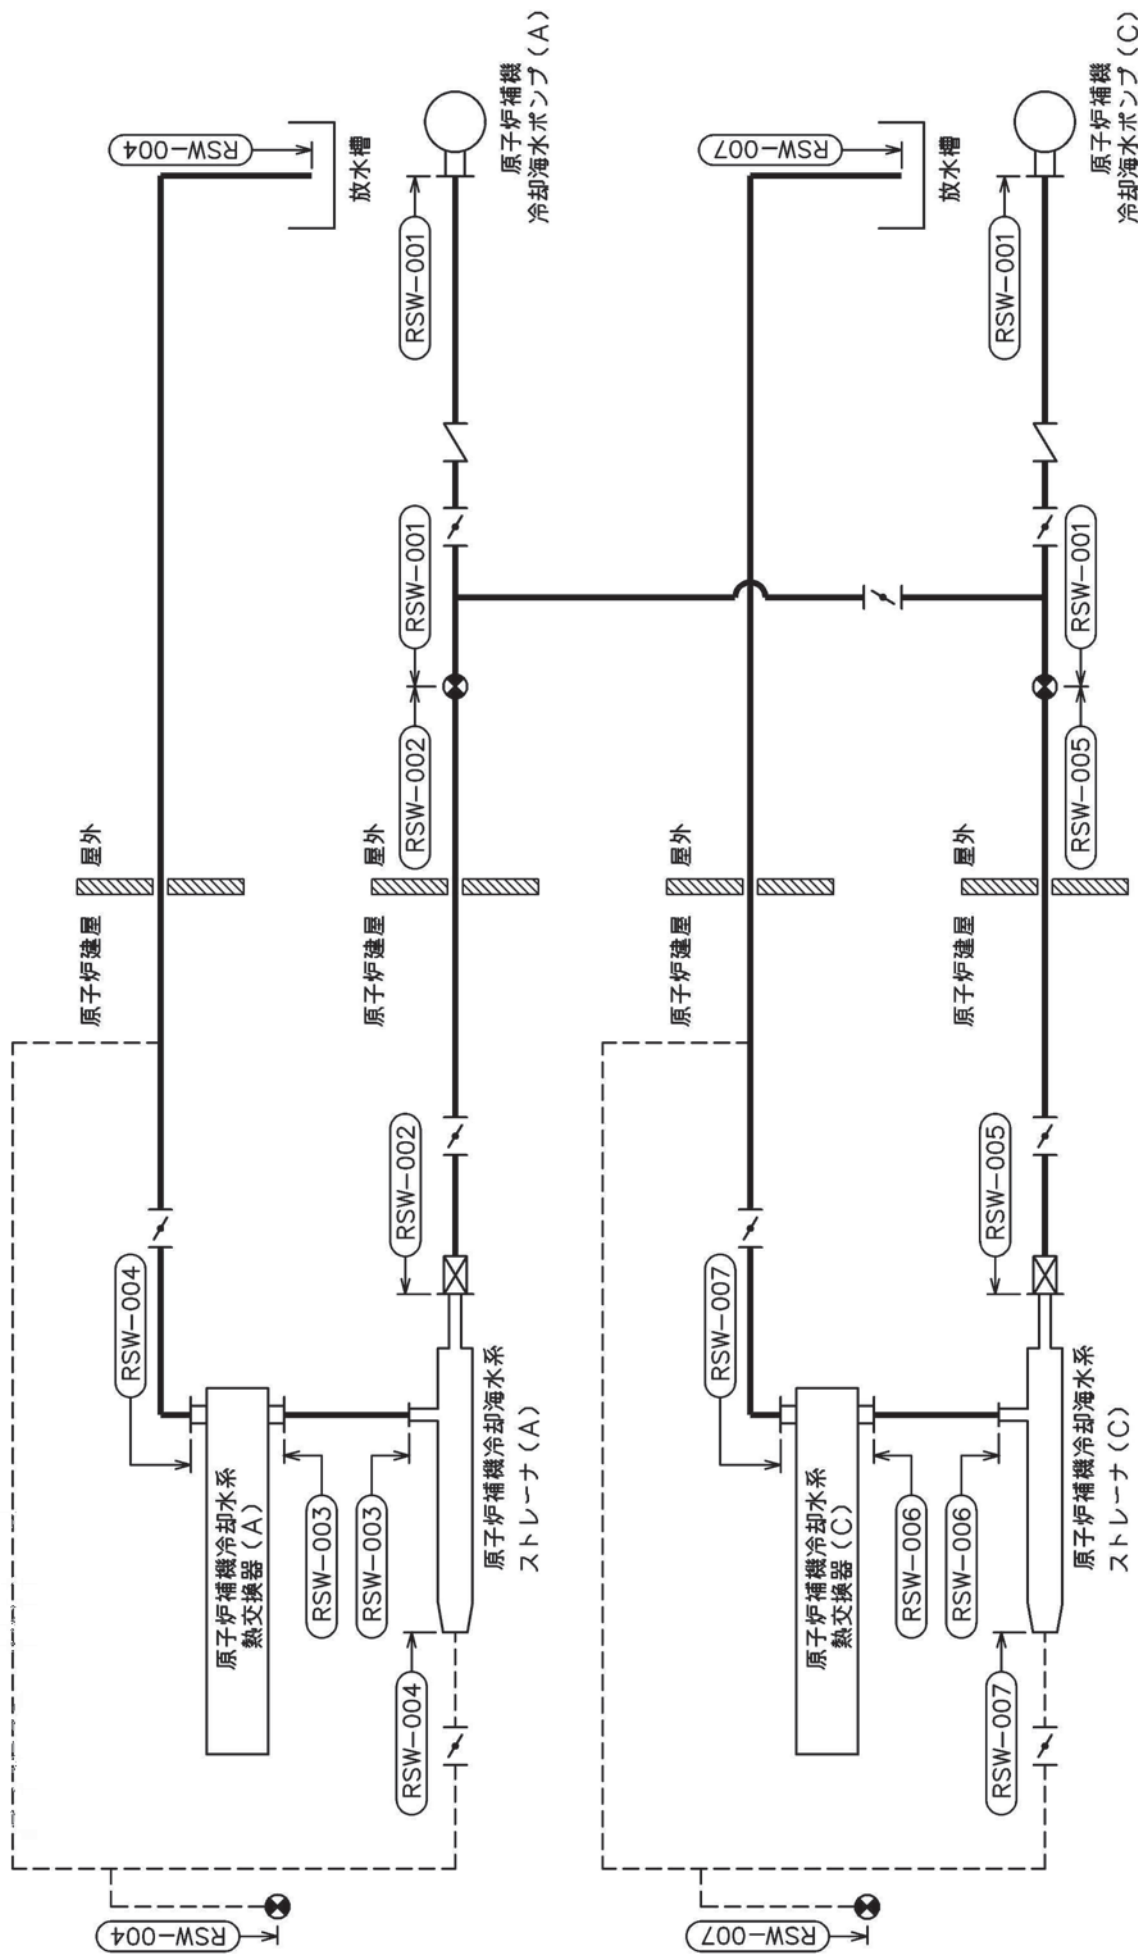 RSW-004
放水槽
原子炉補機
冷却海水ポンプ(A)
RSW-001
RSW-001
RSW-002
屋外
原子炉建屋
屋外
原子炉建屋
RSW-002
RSW-004
原子炉補機冷却水系
熱交換器(A)
RSW-003
RSW-003
原子炉補機冷却海水系
ストレーナ(A)
RSW-004
RSW-004
RSW-007
放水槽
原子炉補機
冷却海水ポンプ(C)
RSW-001
RSW-001
RSW-005
屋外
原子炉建屋
屋外
原子炉建屋
RSW-005
RSW-007
原子炉補機冷却水系
熱交換器(C)
RSW-006
RSW-006
原子炉補機冷却海水系
ストレーナ(C)
RSW-007
RSW-007